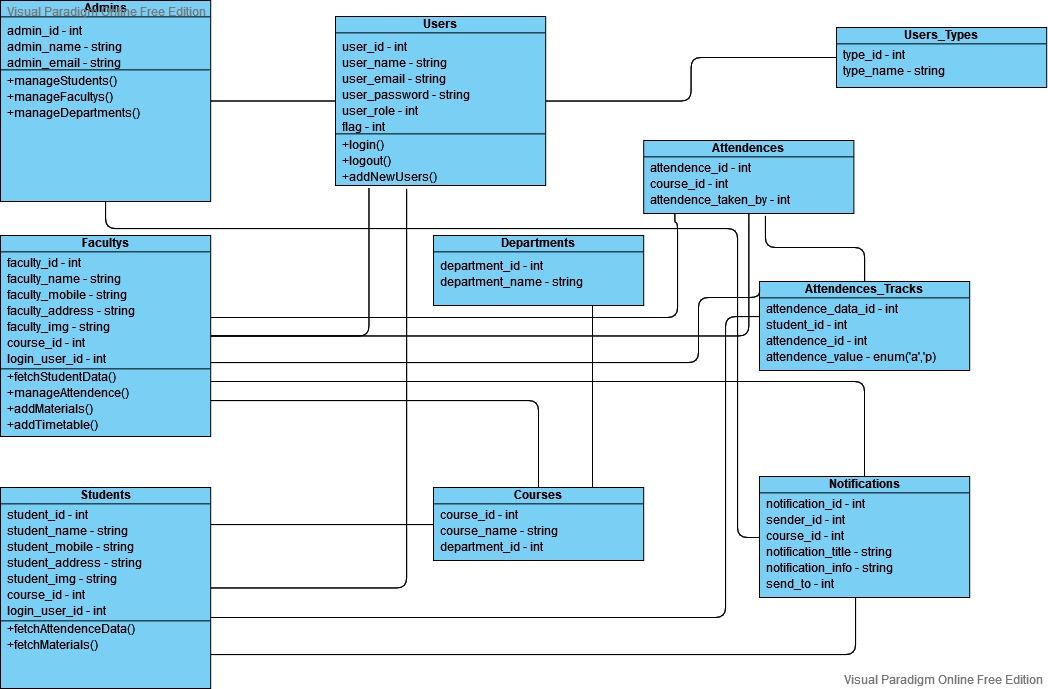 Visual Paradigm Online Free Edition
Admins
admin_id - int
admin_name - string
admin_email - string
+manageStudents()
+manageFacultys()
+manageDepartments()
Users
user_id - int
user_name - string
user_email - string
user_password - string
user_role - int
flag - int
+login()
+logout()
+addNewUsers()
Users_Types
type_id - int
type_name - string
Attendences
attendence_id - int
course_id - int
attendence_taken_by - int
Facultys
faculty_id - int
faculty_name - string
faculty_mobile - string
faculty_address - string
faculty_img - string
course_id - int
login_user_id - int
+fetchStudentData()
+manageAttendence()
+addMaterials()
+addTimetable()
Departments
department_id - int
department_name - string
Attendences_Tracks
attendence_data_id - int
student_id - int
attendence_id - int
attendence_value - enum('a','p)
Students
student_id - int
student_name - string
student_mobile - string
student_address - string
student_img - string
course_id - int
login_user_id - int
+fetchAttendenceData()
+fetchMaterials()
Courses
course_id - int
course_name - string
department_id - int
Notifications
notification_id - int
sender_id - int
course_id - int
notification_title - string
notification_info - string
send_to - int
Visual Paradigm Online Free Edition